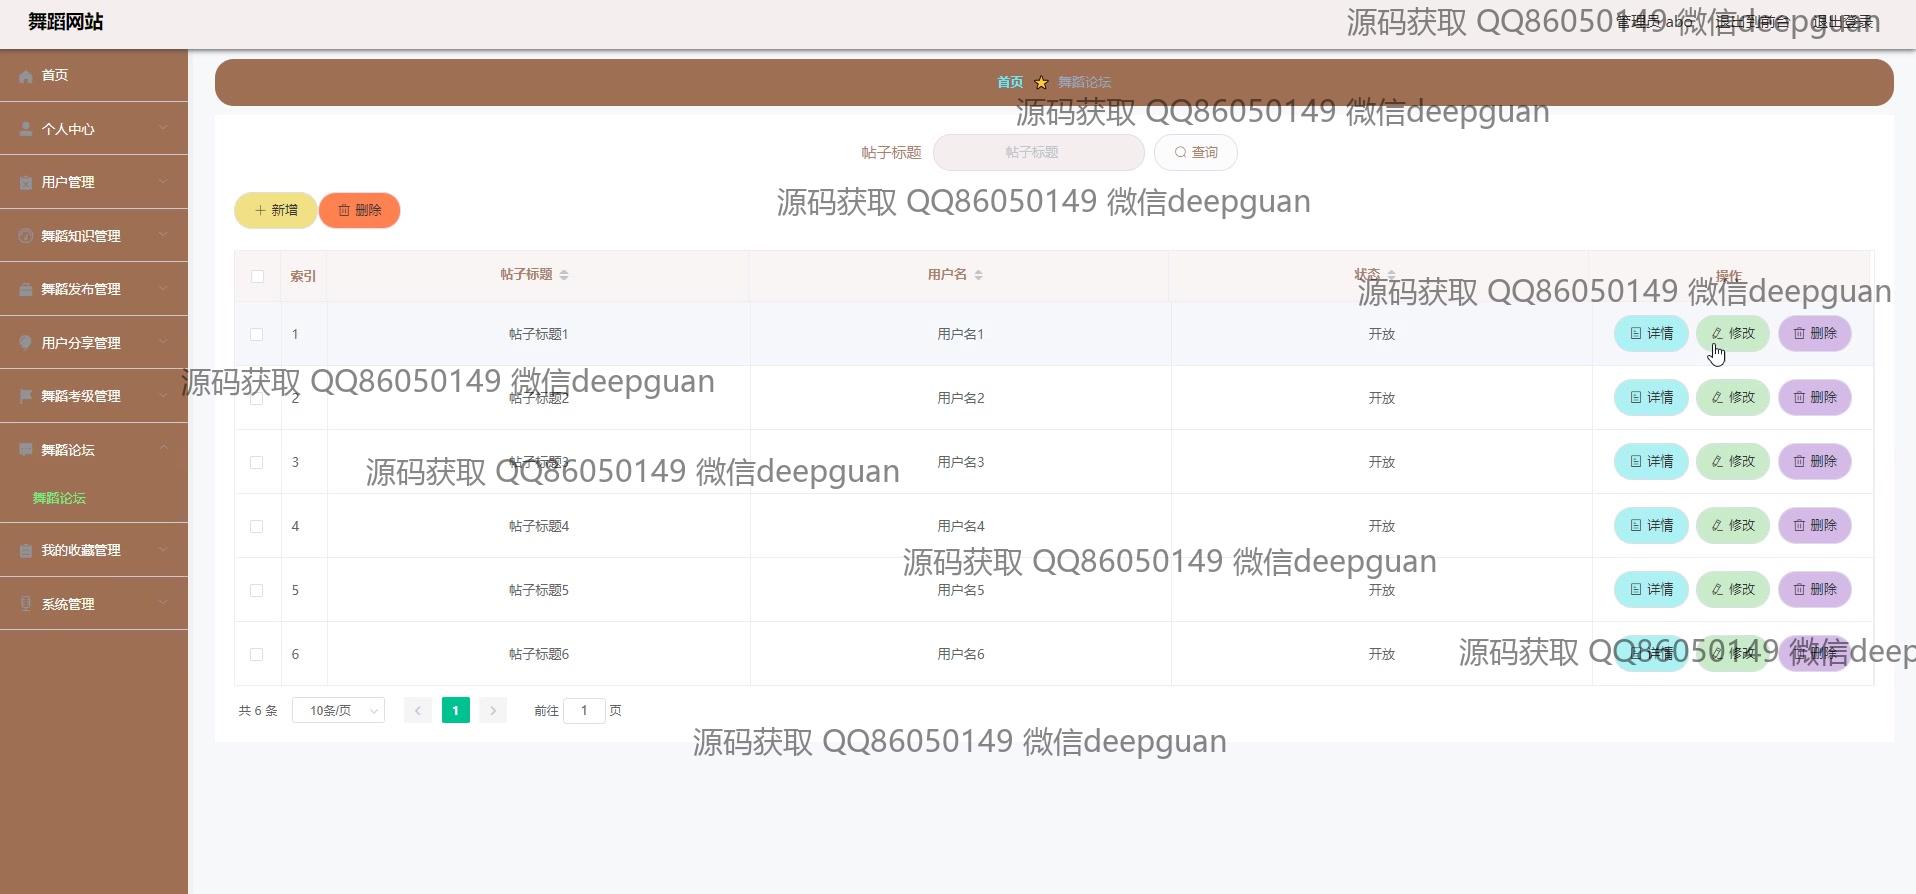 舞蹈网站
管理员 abo 退出到前台 退出登录
源码获取 QQ86050149 微信deepguan
首页
个人中心
用户管理
舞蹈知识管理
舞蹈发布管理
用户分享管理
舞蹈考级管理
舞蹈论坛
舞蹈论坛
我的收藏管理
系统管理
首页 舞蹈论坛
源码获取 QQ86050149 微信deepguan
帖子标题 帖子标题 查询
源码获取 QQ86050149 微信deepguan
新增 删除
索引 帖子标题 用户名 状态 操作
源码获取 QQ86050149 微信deepguan
1 帖子标题1 用户名1 开放 详情 修改 删除
源码获取 QQ86050149 微信deepguan
2 帖子标题2 用户名2 开放 详情 修改 删除
3 帖子标题3 用户名3 开放 详情 修改 删除
源码获取 QQ86050149 微信deepguan
4 帖子标题4 用户名4 开放 详情 修改 删除
源码获取 QQ86050149 微信deepguan
5 帖子标题5 用户名5 开放 详情 修改 删除
6 帖子标题6 用户名6 开放 详情 修改 删除
源码获取 QQ86050149 微信deep
共 6 条 10条/页 1 前往 1 页
源码获取 QQ86050149 微信deepguan